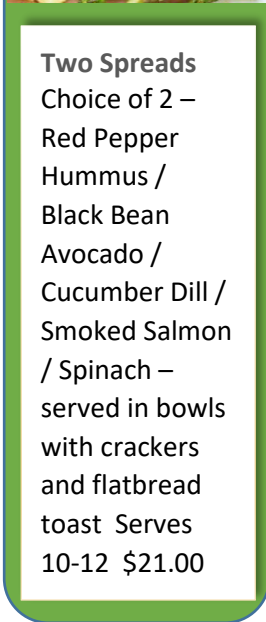 Two Spreads
Choice of 2 –
Red Pepper
Hummus /
Black Bean
Avocado /
Cucumber Dill /
Smoked Salmon
/ Spinach –
served in bowls
with crackers
and flatbread
toast  Serves
10-12  $21.00